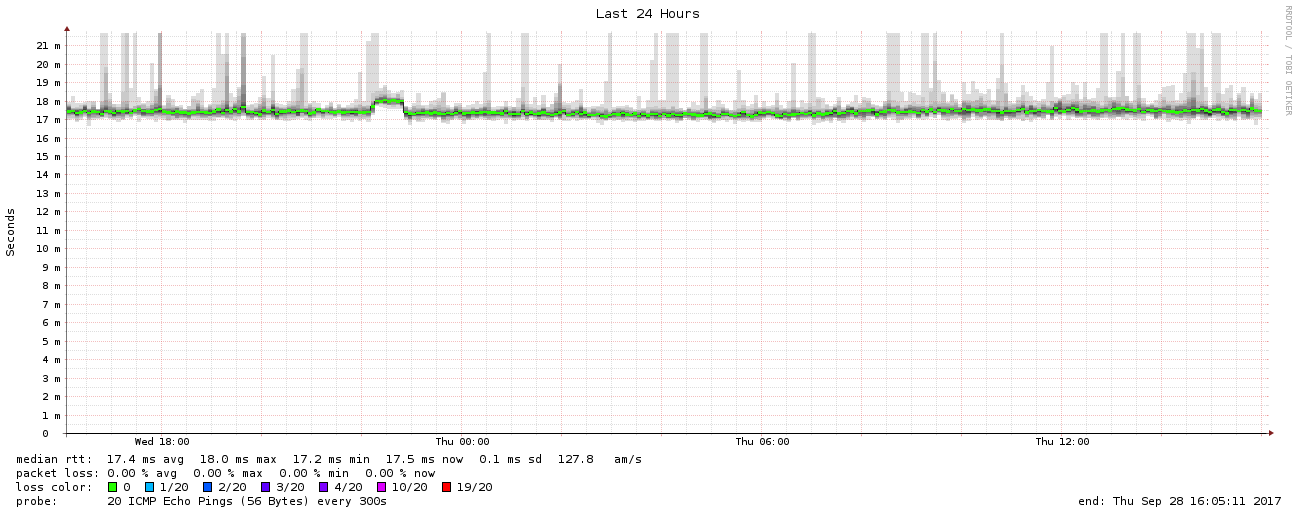 Last 24 Hours
RRDTOOL / TOBI OETIKER
Seconds
21 m
20 m
19 m
18 m
17 m
16 m
15 m
14 m
13 m
12 m
11 m
10 m
9 m
8 m
7 m
6 m
5 m
4 m
3 m
2 m
1 m
0
Wed 18:00 Thu 00:00 Thu 06:00 Thu 12:00
median rtt: 17.4 ms avg 18.0 ms max 17.2 ms min 17.5 ms now 0.1 ms sd 127.8 am/s
packet loss: 0.00 % avg 0.00 % max 0.00 % min 0.00 % now
loss color: 0 1/20 2/20 3/20 4/20 10/20 19/20
probe: 20 ICMP Echo Pings (56 Bytes) every 300s end: Thu Sep 28 16:05:11 2017